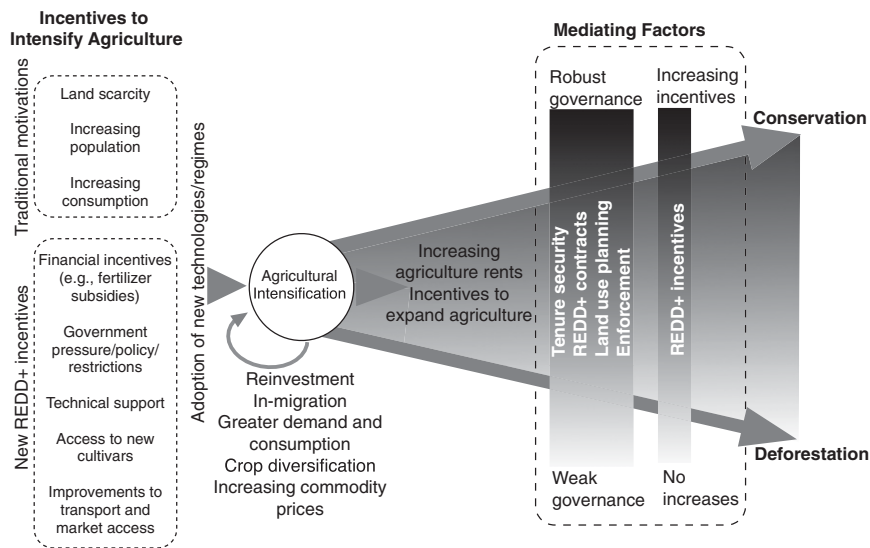 Incentives to
Intensify Agriculture
Traditional motivations
Land scarcity
Increasing
population
Increasing
consumption
New REDD+ incentives
Financial incentives
(e.g., fertilizer
subsidies)
Government
pressure/policy/
restrictions
Technical support
Access to new
cultivars
Improvements to
transport and
market access
Adoption of new technologies/regimes
Agricultural
Intensification
Reinvestment
In-migration
Greater demand and
consumption
Crop diversification
Increasing commodity
prices
Increasing
agriculture rents
Incentives to
expand agriculture
Mediating Factors
Robust
governance
Tenure security
REDD+ contracts
Land use planning
Enforcement
Weak
governance
Increasing
incentives
REDD+ incentives
No
increases
Conservation
Deforestation